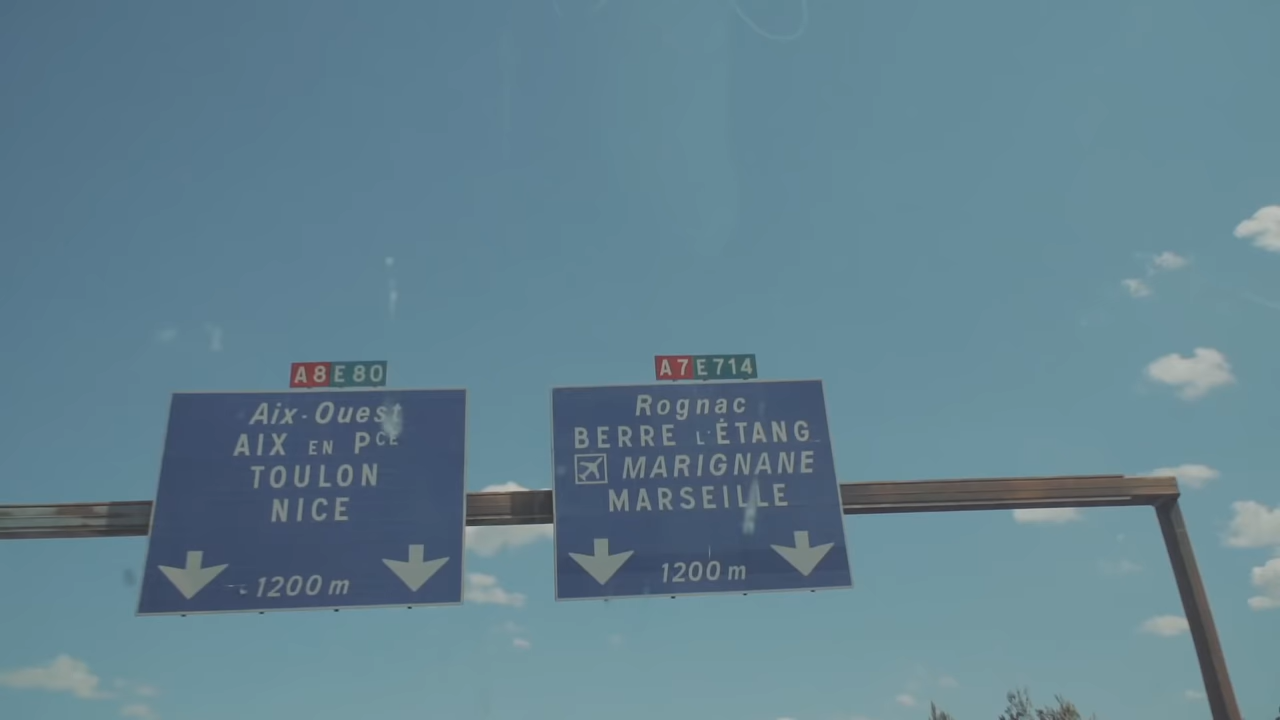 A8 E80
Aix-Ouest
AIX EN Pce
TOULON
NICE
1200 m
A7 E714
Rognac
BERRE L'ÉTANG
MARIGNANE
MARSEILLE
1200 m